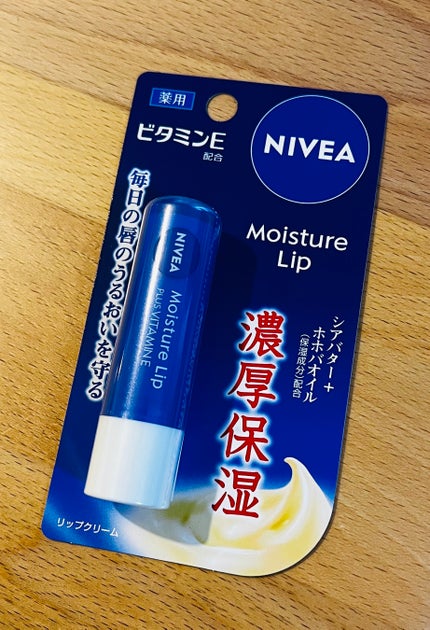 薬用
ビタミンE
配合
NIVEA
Moisture
Lip
毎日の唇のうるおいを守る
NIVEA
Moisture Lip
PLUS:VITAMIN E
シアバター+
ホホバオイル
(保湿成分)配合
濃厚保湿
リップクリーム